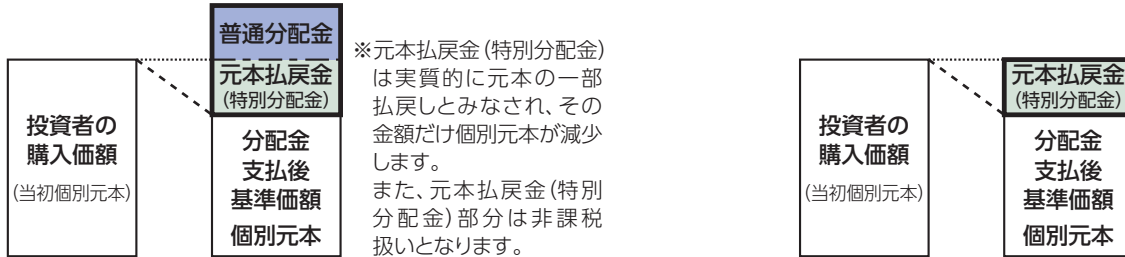 投資者の
購入価額
(当初個別元本)
普通分配金
元本払戻金
(特別分配金)
分配金
支払後
基準価額
個別元本
※元本払戻金(特別分配金)
は実質的に元本の一部
払戻しとみなされ、その
金額だけ個別元本が減少
します。
また、元本払戻金(特別
分配金)部分は非課税
扱いとなります。
投資者の
購入価額
(当初個別元本)
元本払戻金
(特別分配金)
分配金
支払後
基準価額
個別元本